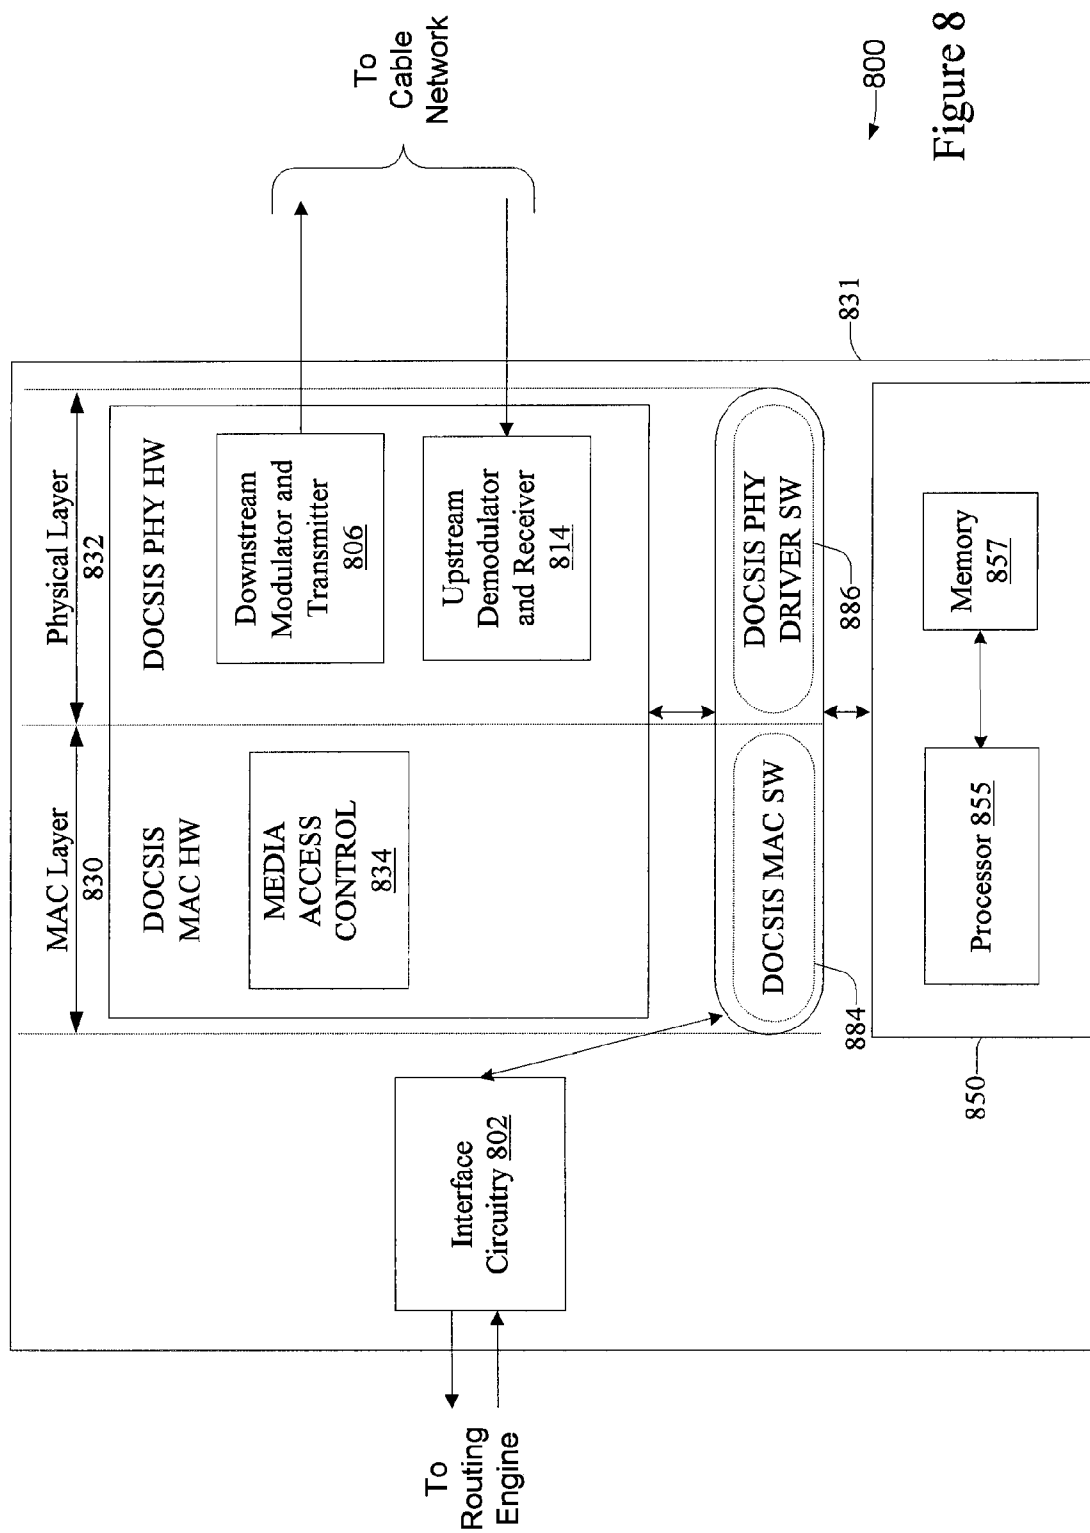 MAC Layer
830
Physical Layer
832
DOCSIS
MAC HW
DOCSIS PHY HW
MEDIA
ACCESS
CONTROL
834
Downstream
Modulator and
Transmitter
806
Upstream
Demodulator
and Receiver
814
To
Cable
Network
Interface
Circuitry 802
To
Routing
Engine
DOCSIS MAC SW
DOCSIS PHY
DRIVER SW
884
886
831
850
Processor 855
Memory
857
800
Figure 8